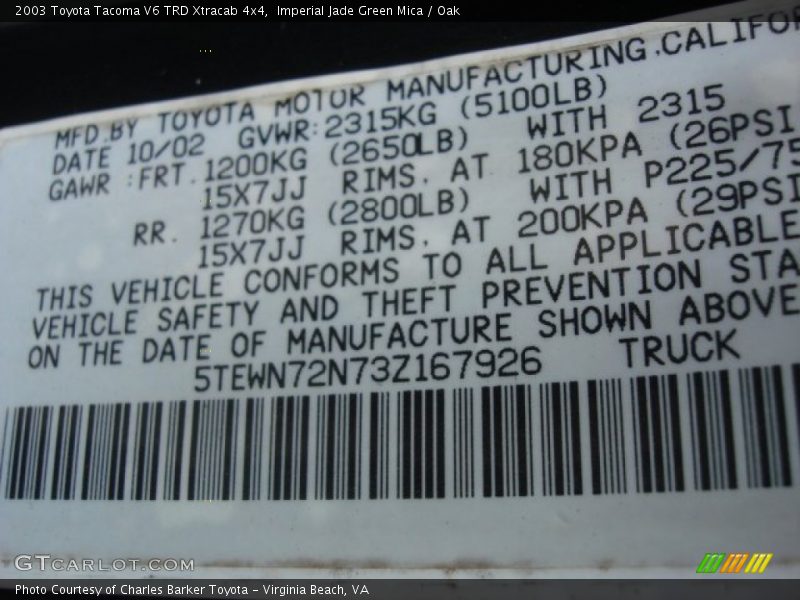 2003 Toyota Tacoma V6 TRD Xtracab 4x4, Imperial Jade Green Mica / Oak
MFD BY TOYOTA MOTOR MANUFACTURING.CALIFOR
DATE 10/02 GVWR:2315KG (5100LB)
GAWR :FRT.1200KG (2650LB) WITH 2315
15X7JJ RIMS. AT 180KPA (26PSI
RR. 1270KG (2800LB) WITH P225/75
15X7JJ RIMS. AT 200KPA (29PSI
THIS VEHICLE CONFORMS TO ALL APPLICABLE
VEHICLE SAFETY AND THEFT PREVENTION STA
ON THE DATE OF MANUFACTURE SHOWN ABOVE
5TEWN72N73Z167926 TRUCK
GTCARLOT.COM
Photo Courtesy of Charles Barker Toyota - Virginia Beach, VA